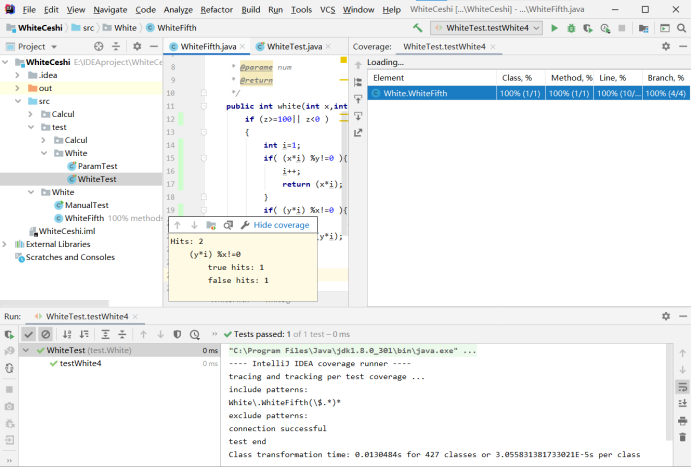 File Edit View Navigate Code Analyze Refactor Build Run Tools VCS Window Help WhiteCeshi [...\WhiteCeshi] - ...\WhiteFifth.java
WhiteCeshi src White WhiteFifth WhiteTest.testWhite4
Project
WhiteCeshi E:\IDEAproject\WhiteCe
.idea
out
src
test
Calcul
White
ParamTest
WhiteTest
Calcul
White
ManualTest
WhiteFifth 100% methods
WhiteCeshi.iml
External Libraries
Scratches and Consoles
WhiteFifth.java WhiteTest.java
8 * @param num
9 * @return
10 */
11 public int white(int x,int
12 if (z>=100|| z<0 )
13 {
14 int i=1;
15 if( (x*i) %y!=0 ){
16 i++;
17 return (x*i);
18 }
19 if( (y*i) %x!=0 ){
y*i);
Hide coverage
Hits: 2
(y*i) %x!=0
true hits: 1
false hits: 1
Coverage: WhiteTest.testWhite4
Loading...
Element Class, % Method, % Line, % Branch, %
White.WhiteFifth 100% (1/1) 100% (1/1) 100% (10/... 100% (4/4)
Run: WhiteTest.testWhite4
Tests passed: 1 of 1 test – 0 ms
WhiteTest (test.White) 0 ms
testWhite4 0 ms
"C:\Program Files\Java\jdk1.8.0_301\bin\java.exe" ...
---- IntelliJ IDEA coverage runner ----
tracing and tracking per test coverage ...
include patterns:
White\.WhiteFifth(\$.*)*
exclude patterns:
connection successful
test end
Class transformation time: 0.0130484s for 427 classes or 3.055831381733021E-5s per class